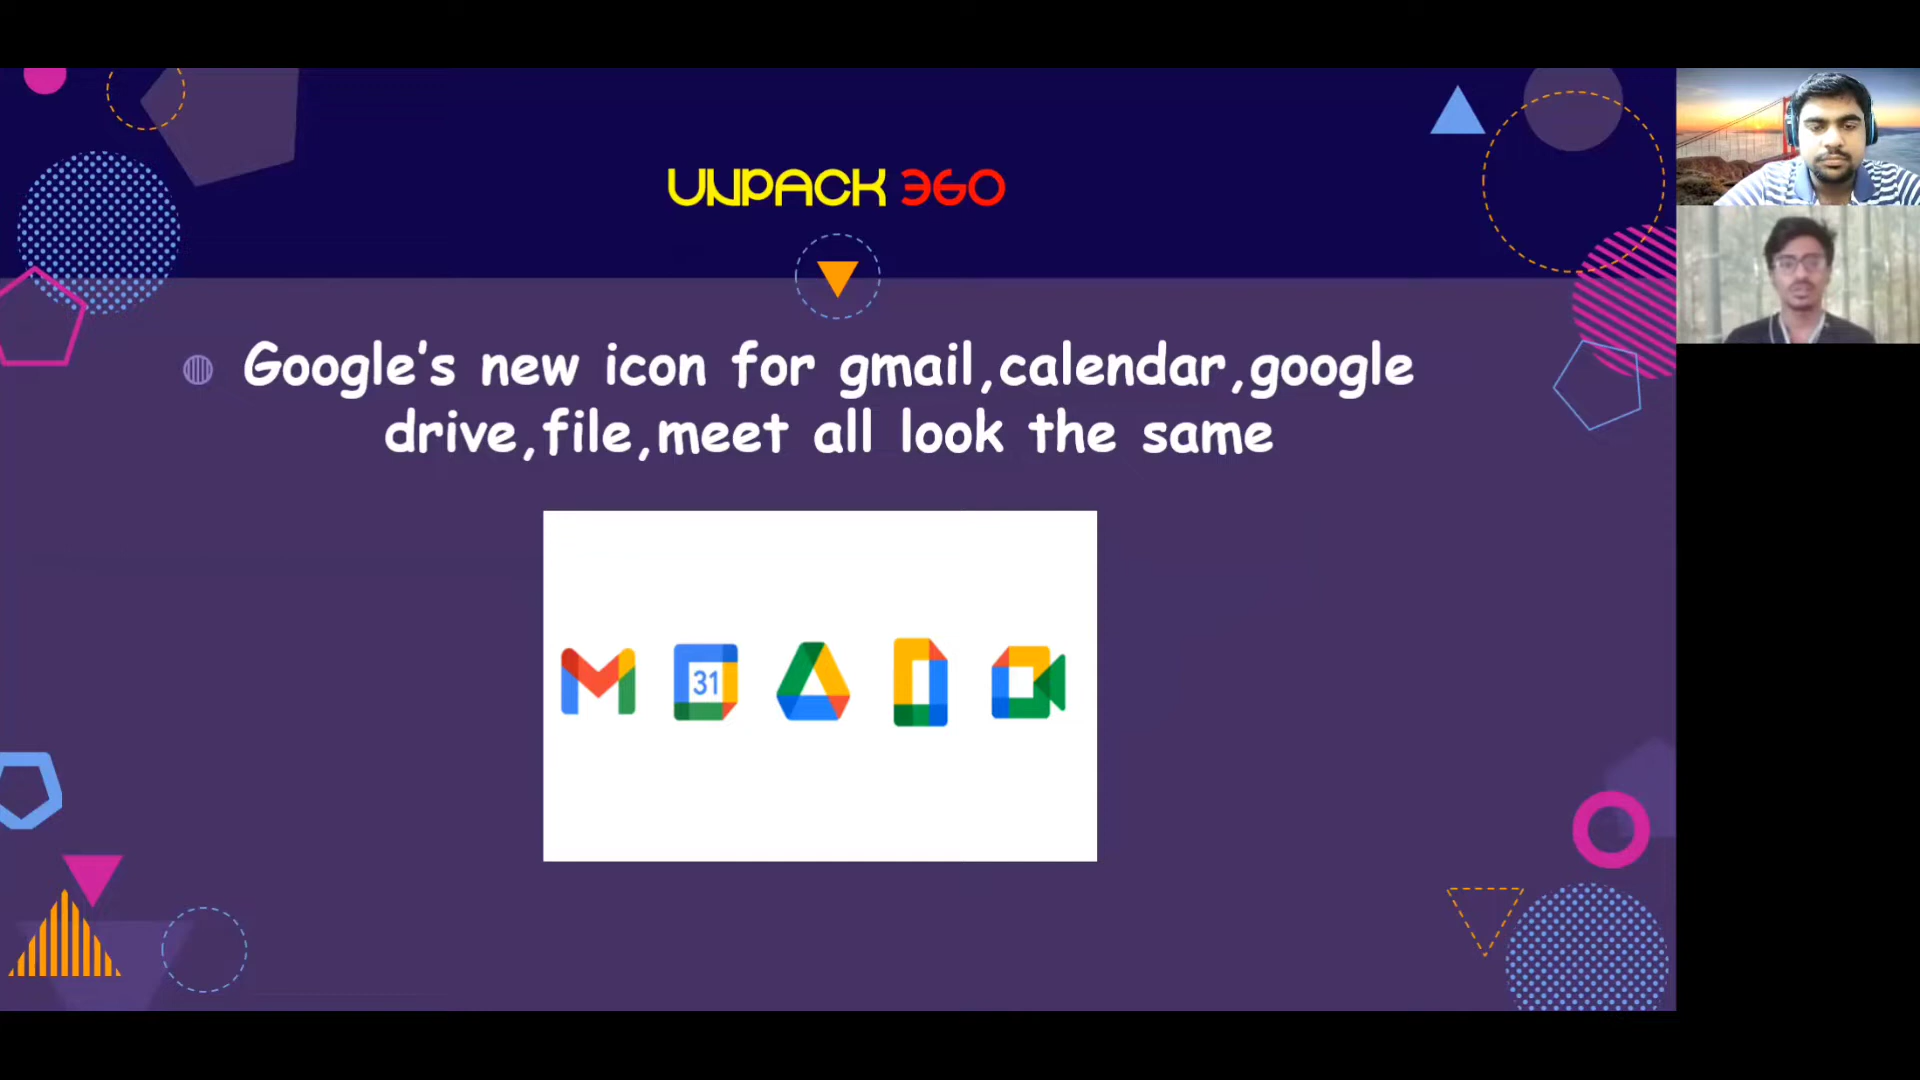 UNPACK 360
Google's new icon for gmail,calendar,google
drive,file,meet all look the same
31